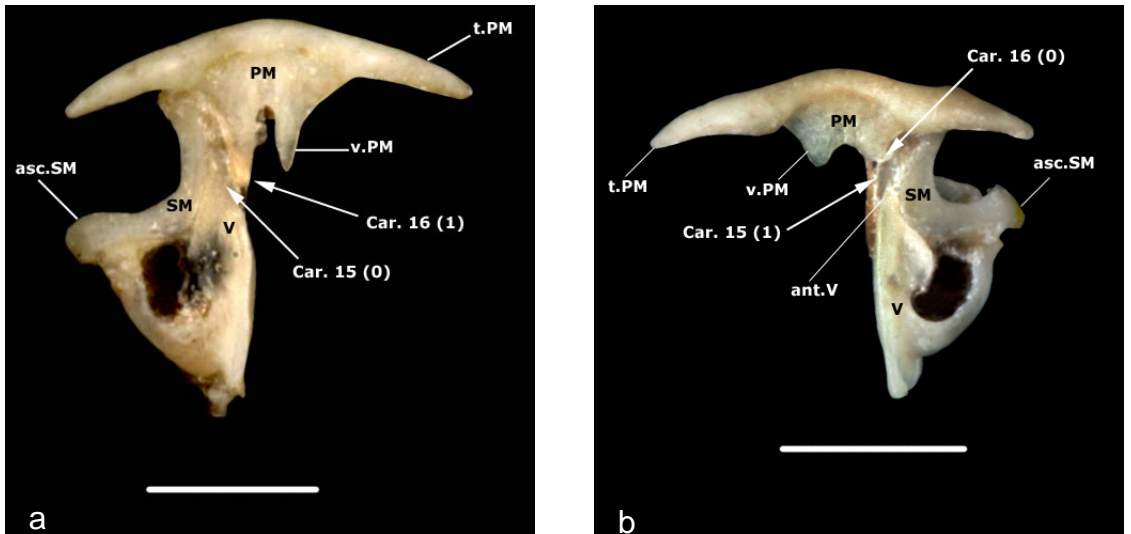 t.PM
PM
v.PM
asc.SM
SM
V
Car. 16 (1)
Car. 15 (0)
a
Car. 16 (0)
PM
t.PM
v.PM
asc.SM
SM
Car. 15 (1)
ant.V
V
b